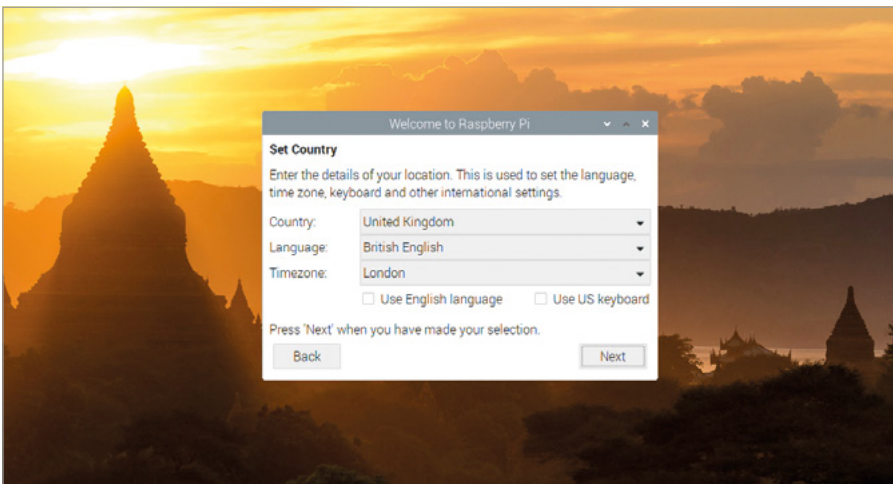 Welcome to Raspberry Pi
Set Country
Enter the details of your location. This is used to set the language,
time zone, keyboard and other international settings.
Country: United Kingdom
Language: British English
Timezone: London
Use English language Use US keyboard
Press 'Next' when you have made your selection.
Back Next